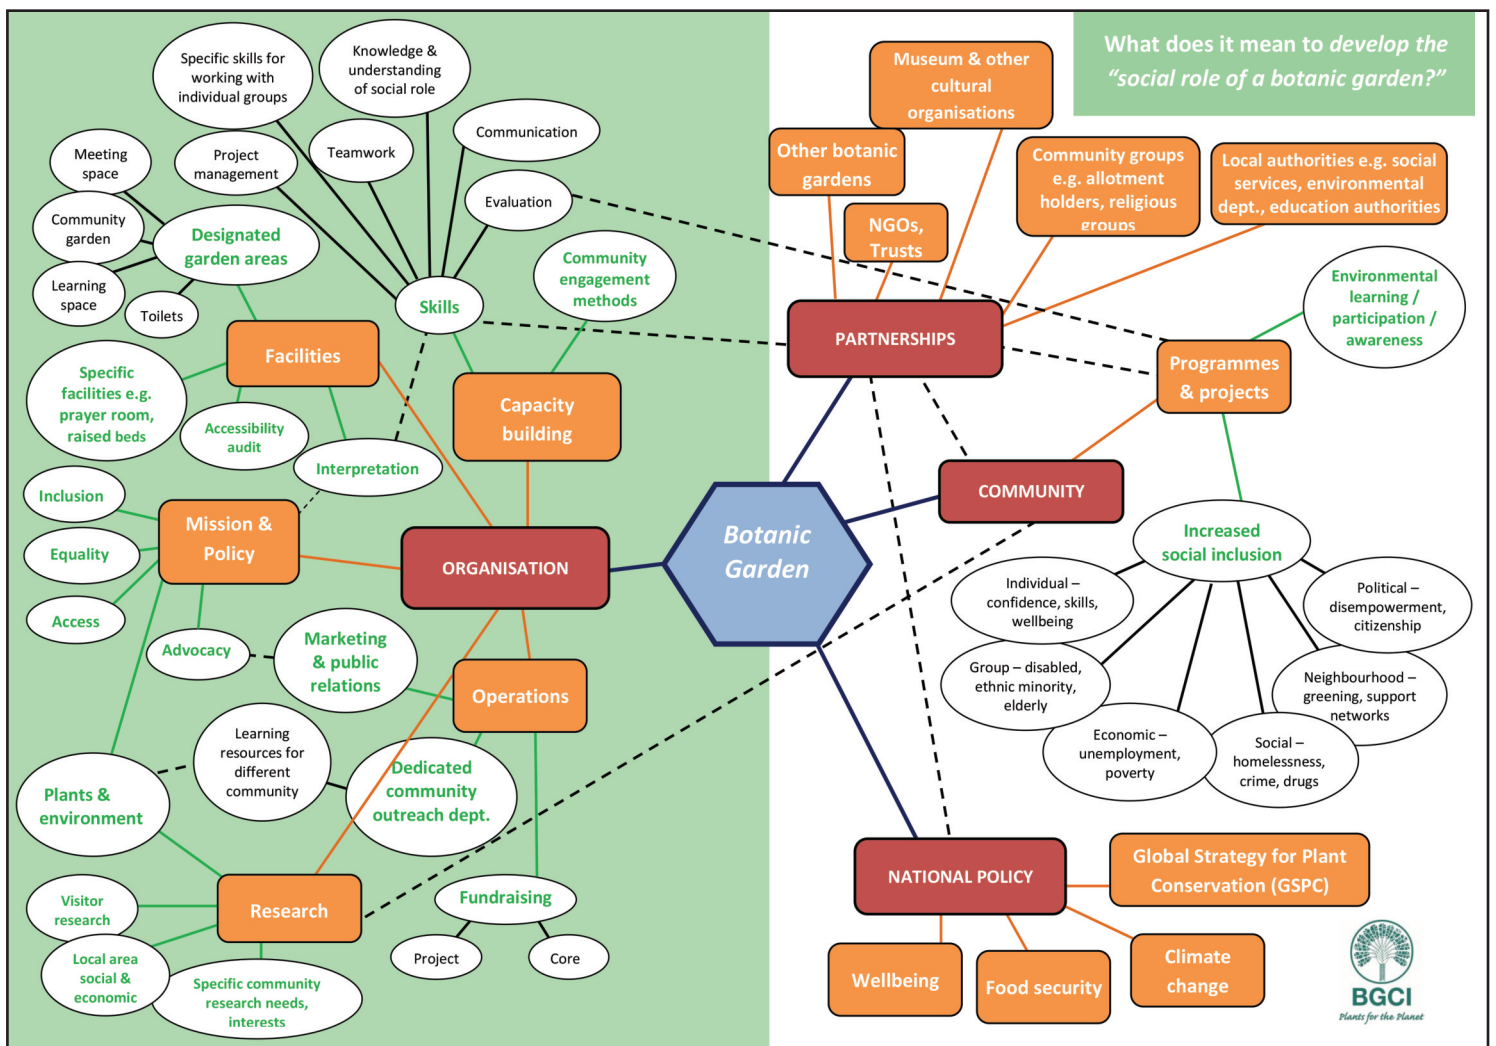 What does it mean to develop the
“social role of a botanic garden?”
Specific skills for
working with
individual groups
Knowledge &
understanding
of social role
Communication
Teamwork
Project
management
Evaluation
Meeting
space
Community
garden
Learning
space
Toilets
Designated
garden areas
Skills
Community
engagement
methods
Facilities
Specific
facilities e.g.
prayer room,
raised beds
Accessibility
audit
Interpretation
Capacity
building
Inclusion
Equality
Access
Advocacy
Mission &
Policy
ORGANISATION
Botanic
Garden
Marketing
& public
relations
Operations
Learning
resources for
different
community
Dedicated
community
outreach dept.
Plants &
environment
Research
Visitor
research
Local area
social &
economic
Specific community
research needs,
interests
Fundraising
Project
Core
Museum & other
cultural
organisations
Other botanic
gardens
NGOs,
Trusts
Community groups
e.g. allotment
holders, religious
groups
Local authorities e.g. social
services, environmental
dept., education authorities
PARTNERSHIPS
Environmental
learning /
participation /
awareness
Programmes
& projects
COMMUNITY
Increased
social inclusion
Individual –
confidence, skills,
wellbeing
Group – disabled,
ethnic minority,
elderly
Economic –
unemployment,
poverty
Social –
homelessness,
crime, drugs
Neighbourhood –
greening, support
networks
Political –
disempowerment,
citizenship
NATIONAL POLICY
Global Strategy for Plant
Conservation (GSPC)
Wellbeing
Food security
Climate
change
BGCI
Plants for the Planet